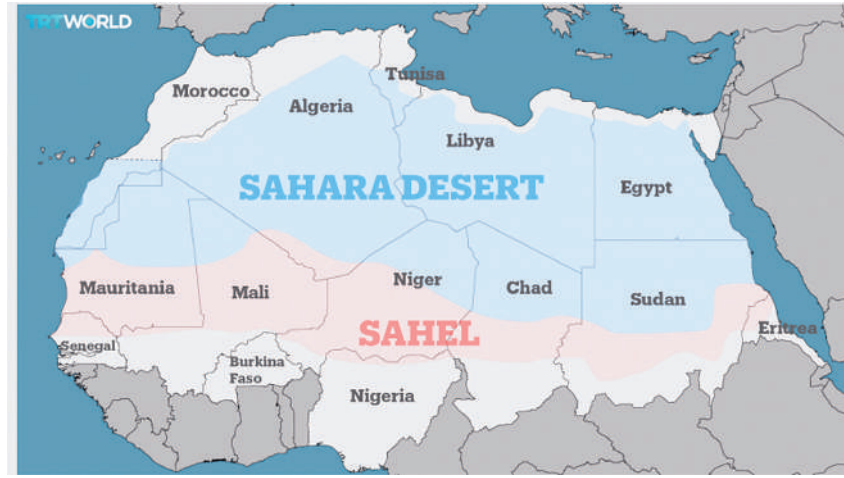 TRTWORLD
Tunisa
Morocco
Algeria
Libya
SAHARA DESERT
Egypt
Niger
Mauritania
Mali
Chad
Sudan
SAHEL
Eritrea
Senegal
Burkina
Faso
Nigeria